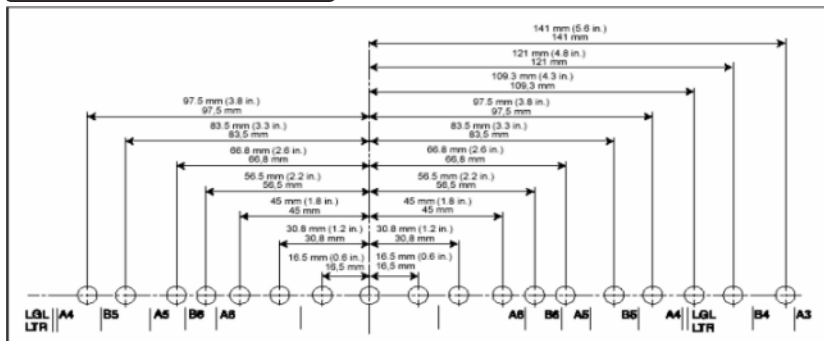 141 mm (5.6 in.)
141 mm
121 mm (4.8 in.)
121 mm
109.3 mm (4.3 in.)
109,3 mm
97.5 mm (3.8 in.) 97.5 mm (3.8 in.)
97,5 mm 97,5 mm
83.5 mm (3.3 in.) 83.5 mm (3.3 in.)
83,5 mm 83,5 mm
66.8 mm (2.6 in.) 66.8 mm (2.6 in.)
66,8 mm 66,8 mm
56.5 mm (2.2 in.) 56.5 mm (2.2 in.)
56,5 mm 56,5 mm
45 mm (1.8 in.) 45 mm (1.8 in.)
45 mm 45 mm
30.8 mm (1.2 in.) 30.8 mm (1.2 in.)
30,8 mm 30,8 mm
16.5 mm (0.6 in.) 16.5 mm (0.6 in.)
16,5 mm 16,5 mm
LGL A4 B5 A5 B6 A6 A6 B6 A5 B5 A4 LGL B4 A3
LTR LTR